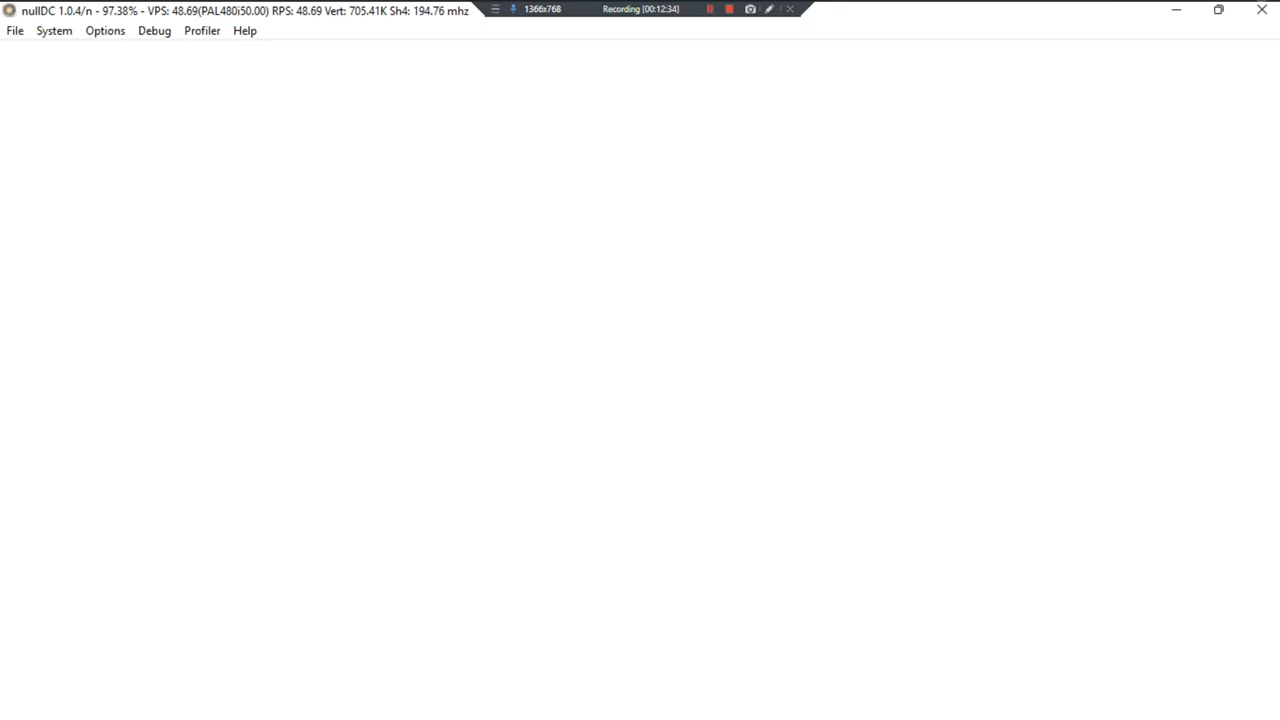 nullDC 1.0.4/n - 97.38% - VPS: 48.69(PAL480i50.00) RPS: 48.69 Vert: 705.41K Sh4: 194.76 mhz
1366x768 Recording [00:12:34]
File System Options Debug Profiler Help